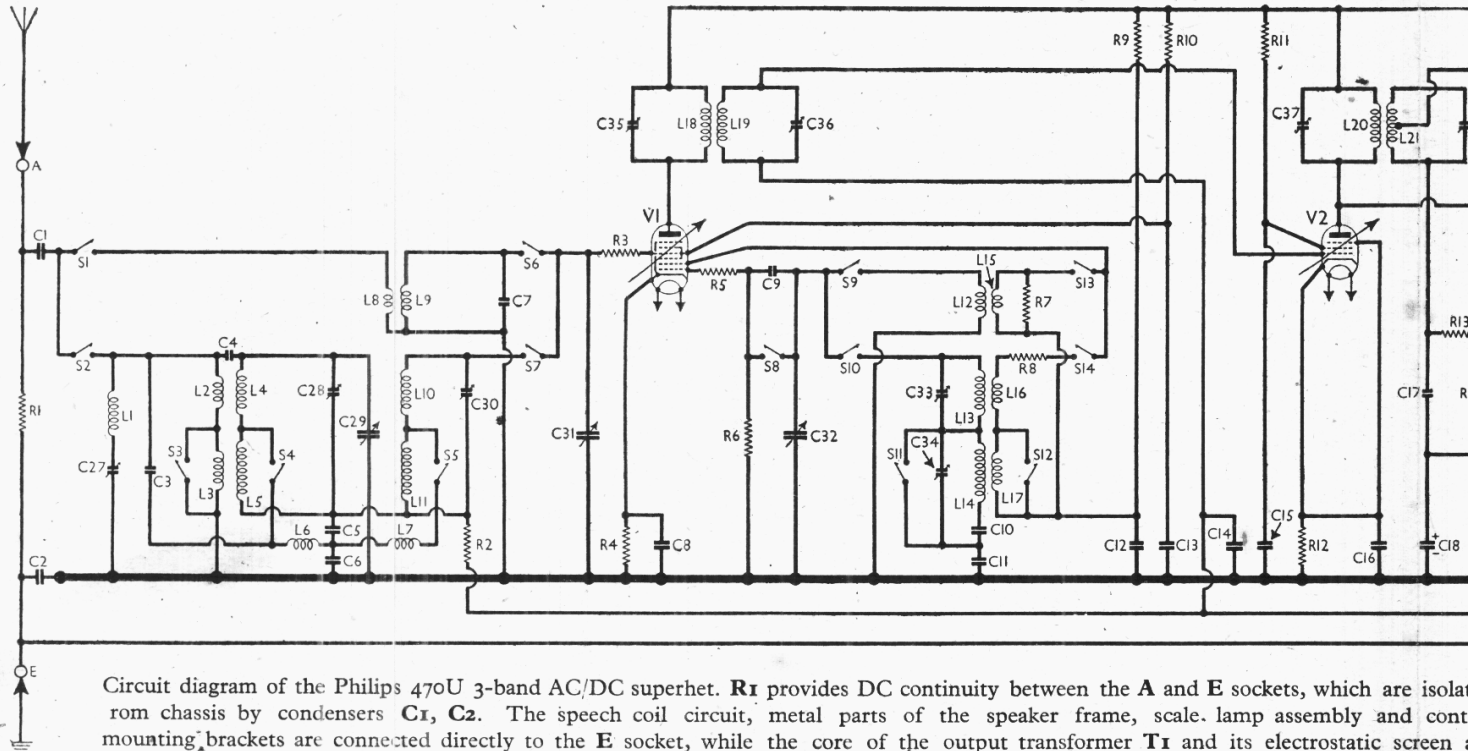 R9
R10
R11
C35
L18
L19
C36
C37
L20
L21
A
V1
V2
C1
S1
R3
S6
L8
L9
C7
R5
C9
S9
L15
S13
L12
R7
R13
C4
S2
S7
S8
S10
R8
S14
L2
L4
C28
L10
C30
C33
L16
C17
R1
L1
C29
C31
R6
C32
L13
R
S3
S4
S5
S11
C34
S12
C27
C3
L3
L5
L11
L14
L17
L6
C5
L7
R2
R4
C8
C10
C12
C13
C14
C15
R12
C16
+
−
C18
C2
C6
C11
E
Circuit diagram of the Philips 470U 3-band AC/DC superhet. R1 provides DC continuity between the A and E sockets, which are isolat
rom chassis by condensers C1, C2. The speech coil circuit, metal parts of the speaker frame, scale lamp assembly and cont
mounting brackets are connected directly to the E socket, while the core of the output transformer T1 and its electrostatic screen